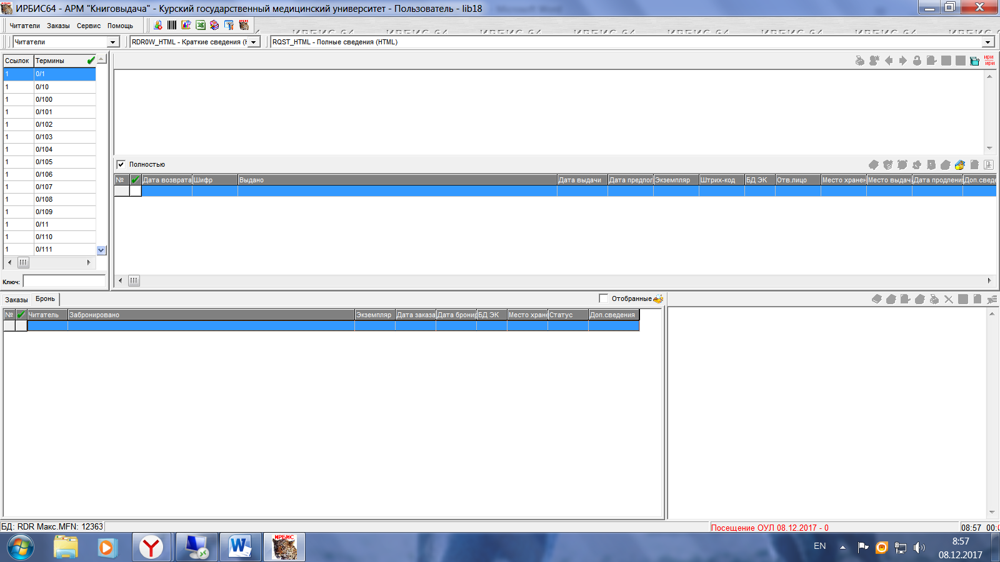 ИРБИС64 - АРМ "Книговыдача" - Курский государственный медицинский университет - Пользователь - lib18
Читатели Заказы Сервис Помощь
Читатели RDR0W_HTML - Краткие сведения (H RQST_HTML - Полные сведения (HTML)
Ссылок Термины
1 0/1
1 0/10
1 0/100
1 0/101
1 0/102
1 0/103
1 0/104
1 0/105
1 0/106
1 0/107
1 0/108
1 0/109
1 0/11
1 0/110
1 0/111
Ключ:
ири
ири
Полностью
№ Дата возврата Шифр Выдано Дата выдачи Дата предпол Экземпляр Штрих-код БД ЭК Отв.лицо Место хранен Место выдач Дата продлени Доп.сведе
Заказы Бронь Отобранные
№ Читатель Забронировано Экземпляр Дата заказа Дата бронир БД ЭК Место хране Статус Доп.сведения
БД: RDR Макс.MFN: 12363 Посещение ОУЛ 08.12.2017 - 0 08:57 00:0
ИРБИС
EN 8:57
08.12.2017